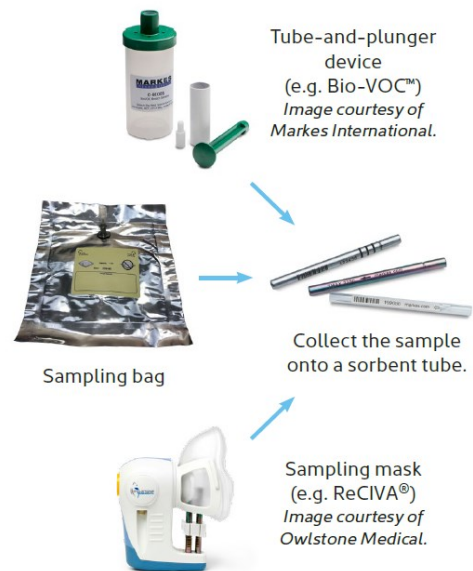 Tube-and-plunger
device
(e.g. Bio-VOC™)
Image courtesy of
Markes International.
MARKES
Sampling bag
Collect the sample
onto a sorbent tube.
Sampling mask
(e.g. ReCIVA®)
Image courtesy of
Owlstone Medical.